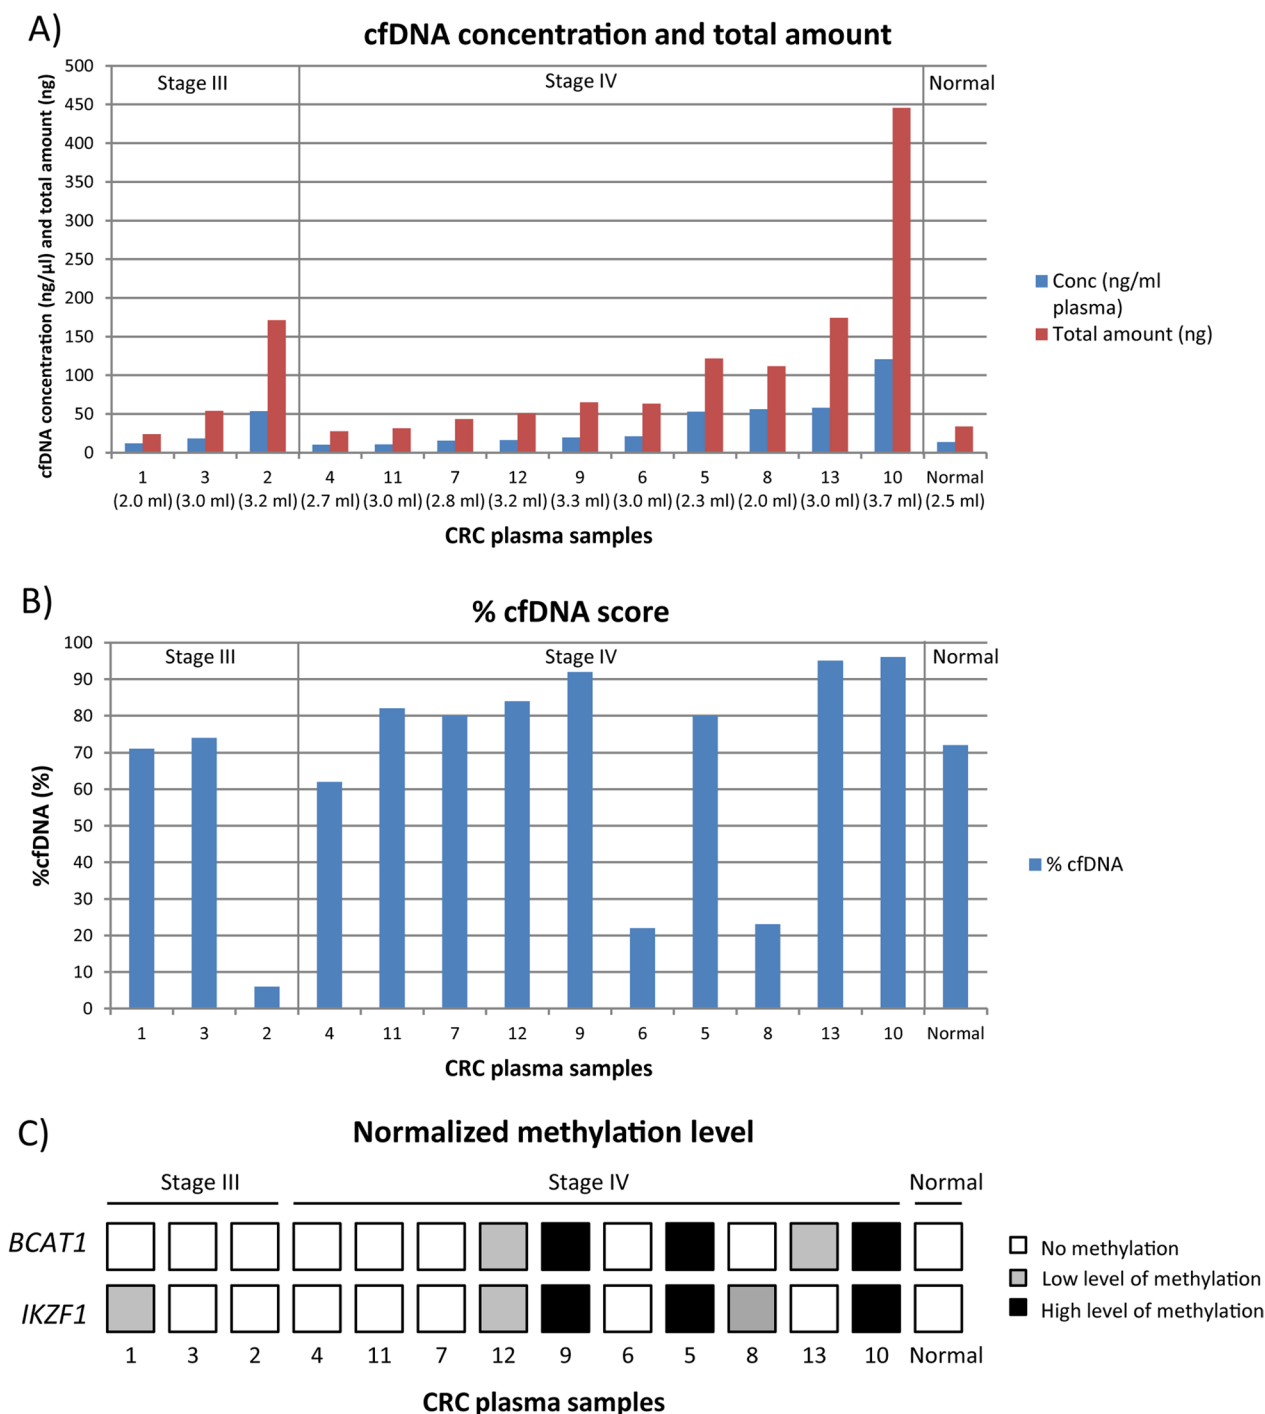 A)
cfDNA concentration and total amount
cfDNA concentration (ng/µl) and total amount (ng)
500
450
400
350
300
250
200
150
100
50
0
Stage III Stage IV Normal
1 3 2 4 11 7 12 9 6 5 8 13 10 Normal
(2.0 ml) (3.0 ml) (3.2 ml) (2.7 ml) (3.0 ml) (2.8 ml) (3.2 ml) (3.3 ml) (3.0 ml) (2.3 ml) (2.0 ml) (3.0 ml) (3.7 ml) (2.5 ml)
CRC plasma samples
Conc (ng/ml
plasma)
Total amount (ng)
B)
% cfDNA score
%cfDNA (%)
100
90
80
70
60
50
40
30
20
10
0
Stage III Stage IV Normal
1 3 2 4 11 7 12 9 6 5 8 13 10 Normal
CRC plasma samples
% cfDNA
C)
Normalized methylation level
Stage III Stage IV Normal
BCAT1
IKZF1
1 3 2 4 11 7 12 9 6 5 8 13 10 Normal
CRC plasma samples
No methylation
Low level of methylation
High level of methylation